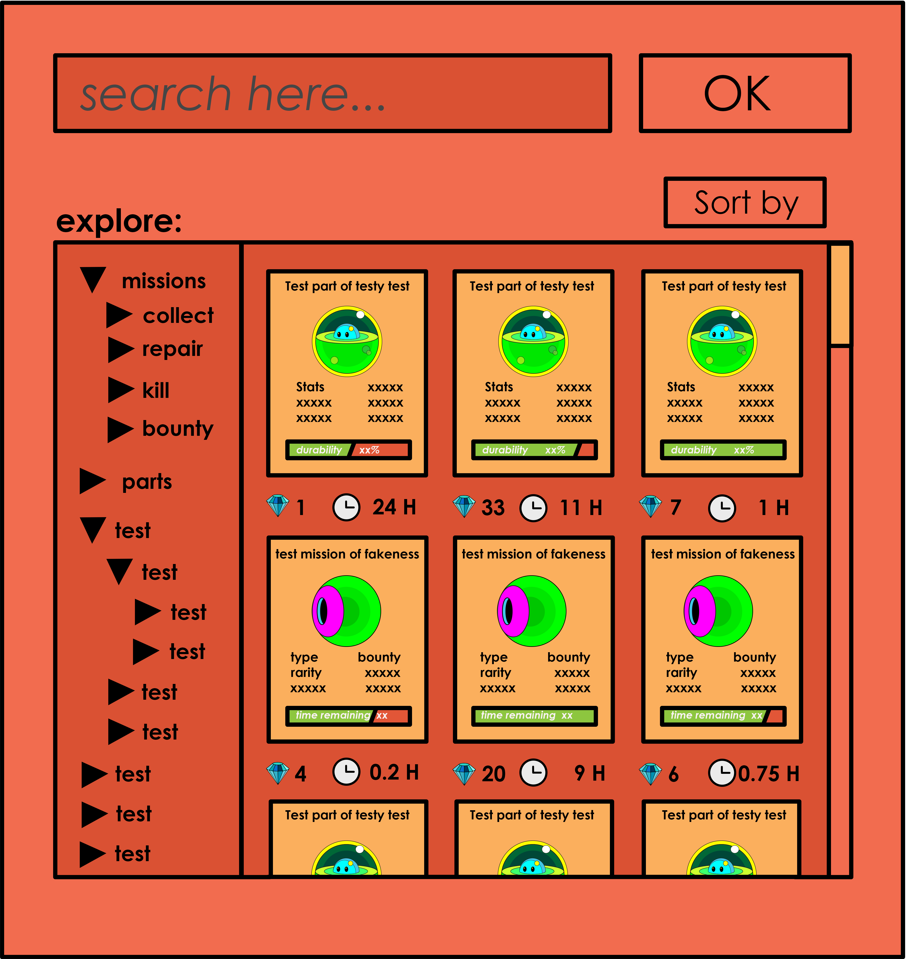 search here...
OK
Sort by
explore:
missions
collect
repair
kill
bounty
parts
test
test
test
test
test
test
test
test
test
Test part of testy test
Stats xxxxx
xxxxx xxxxx
xxxxx xxxxx
durability xx%
1 24 H
Test part of testy test
Stats xxxxx
xxxxx xxxxx
xxxxx xxxxx
durability xx%
33 11 H
Test part of testy test
Stats xxxxx
xxxxx xxxxx
xxxxx xxxxx
durability xx%
7 1 H
test mission of fakeness
type bounty
rarity xxxxx
xxxxx xxxxx
time remaining xx
4 0.2 H
test mission of fakeness
type bounty
rarity xxxxx
xxxxx xxxxx
time remaining xx
20 9 H
test mission of fakeness
type bounty
rarity xxxxx
xxxxx xxxxx
time remaining xx
6 0.75 H
Test part of testy test
Test part of testy test
Test part of testy test